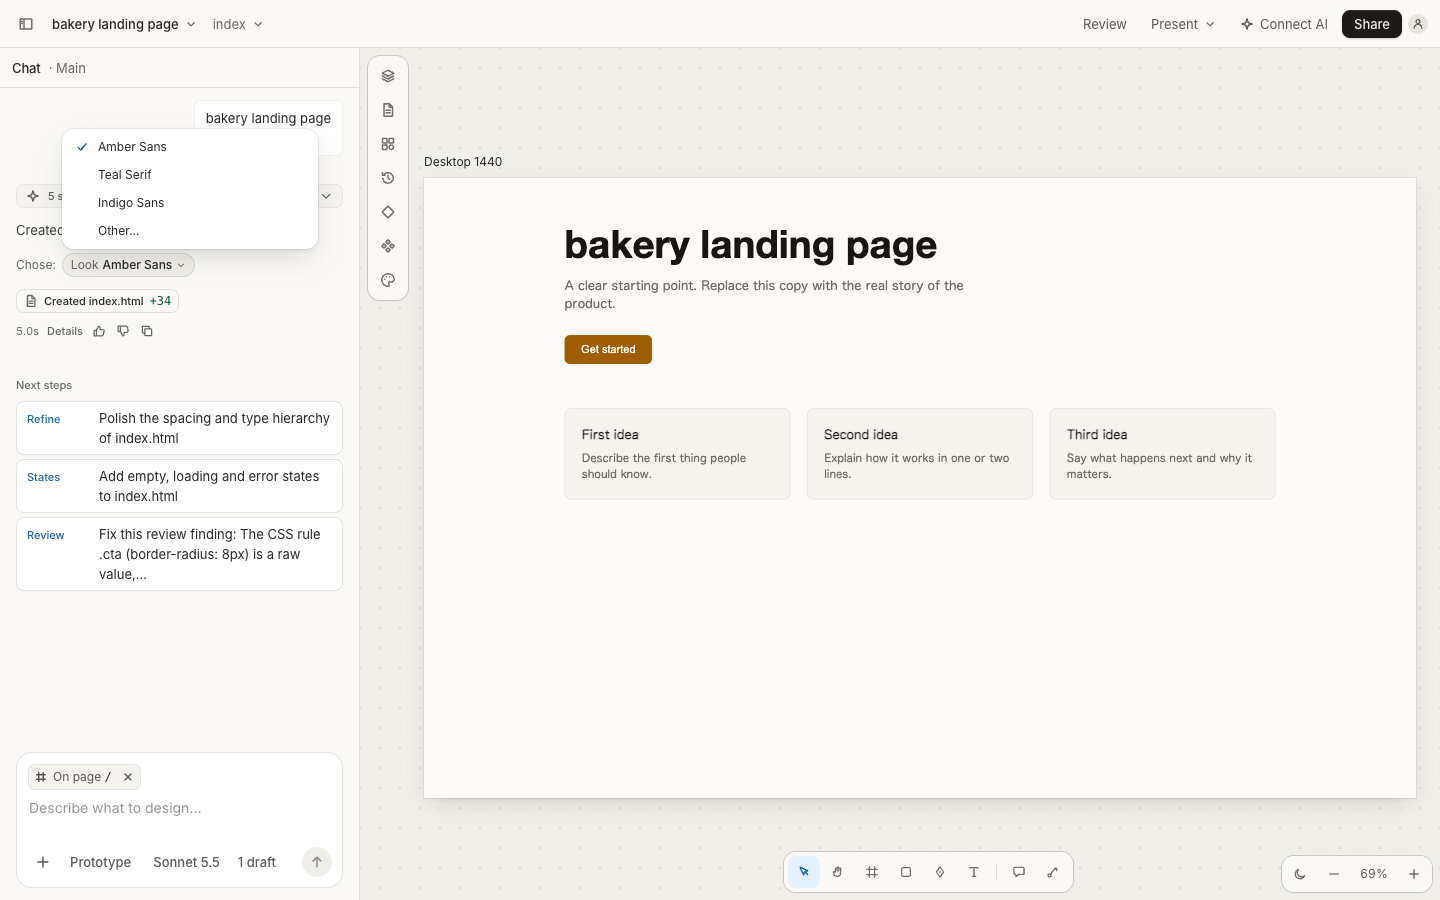 bakery landing page
index
Review
Present
Connect AI
Share
Chat · Main
bakery landing page
Amber Sans
Teal Serif
Indigo Sans
Other...
5 s
Created
Chose: Look Amber Sans
Created index.html +34
5.0s Details
Next steps
Refine
Polish the spacing and type hierarchy
of index.html
States
Add empty, loading and error states
to index.html
Review
Fix this review finding: The CSS rule
.cta (border-radius: 8px) is a raw
value,...
On page /
Describe what to design...
Prototype
Sonnet 5.5
1 draft
Desktop 1440
bakery landing page
A clear starting point. Replace this copy with the real story of the
product.
Get started
First idea
Describe the first thing people
should know.
Second idea
Explain how it works in one or two
lines.
Third idea
Say what happens next and why it
matters.
69%